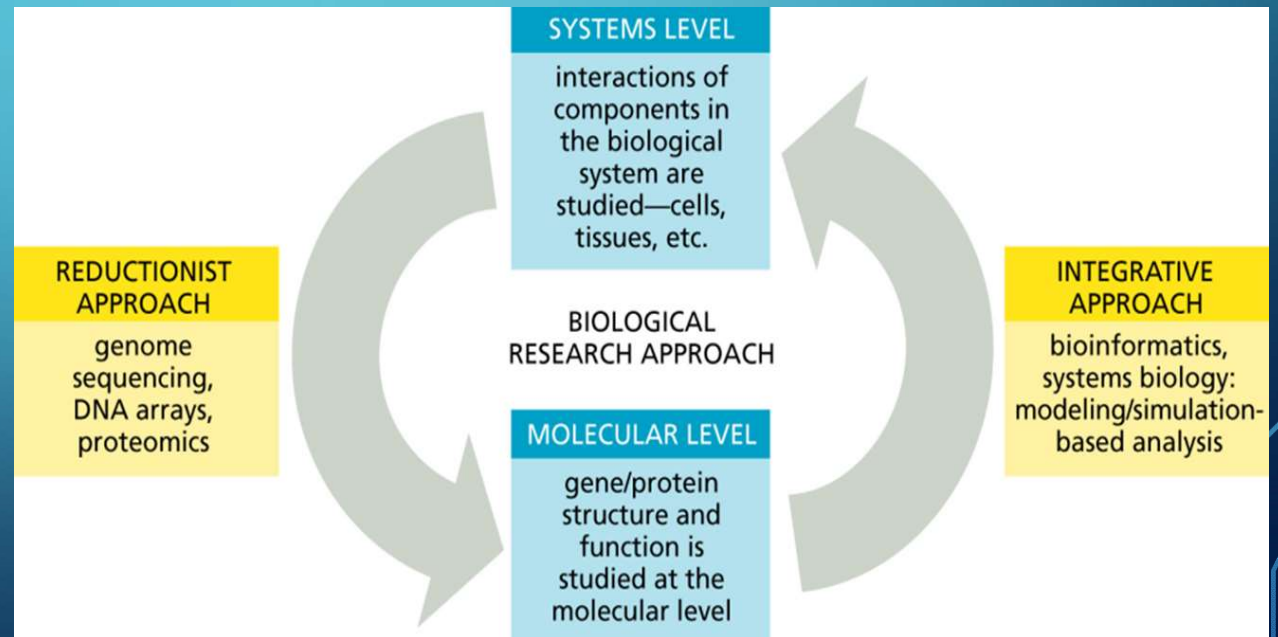 SYSTEMS LEVEL
interactions of
components in
the biological
system are
studied—cells,
tissues, etc.
REDUCTIONIST
APPROACH
genome
sequencing,
DNA arrays,
proteomics
BIOLOGICAL
RESEARCH APPROACH
INTEGRATIVE
APPROACH
bioinformatics,
systems biology:
modeling/simulation-
based analysis
MOLECULAR LEVEL
gene/protein
structure and
function is
studied at the
molecular level